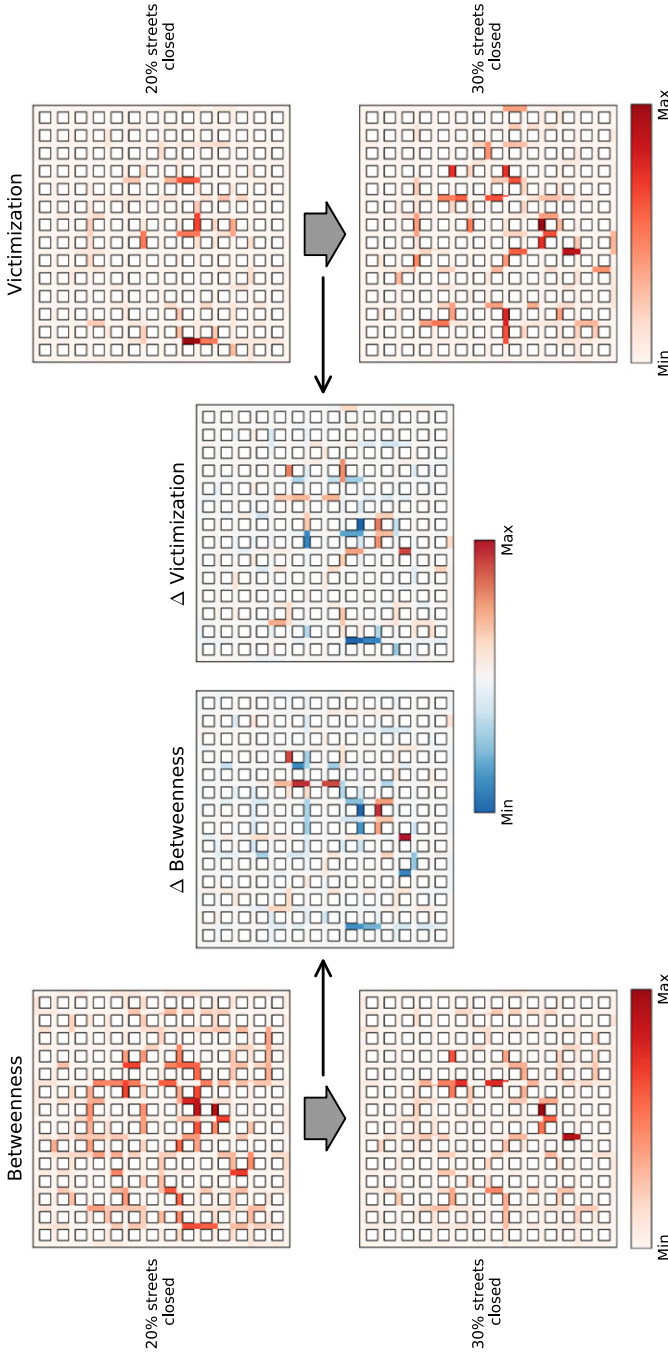 Betweenness
Victimization
20% streets
closed
20% streets
closed
Δ Betweenness
Δ Victimization
Min
Max
30% streets
closed
30% streets
closed
Min
Max
Min
Max